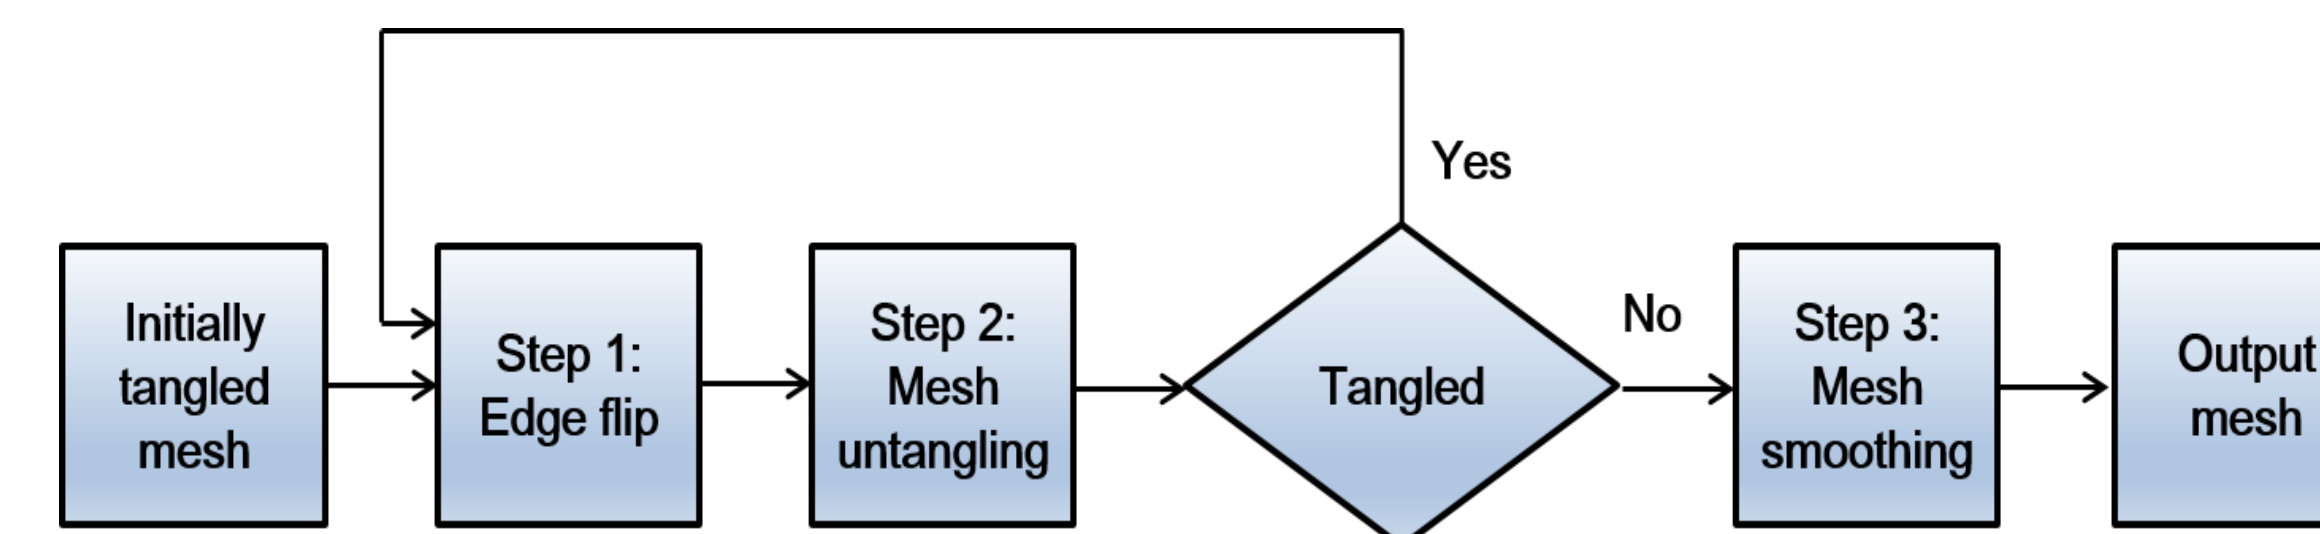 Yes
Initially
tangled
mesh
Step 1:
Edge flip
Step 2:
Mesh
untangling
Tangled
No
Step 3:
Mesh
smoothing
Output
mesh